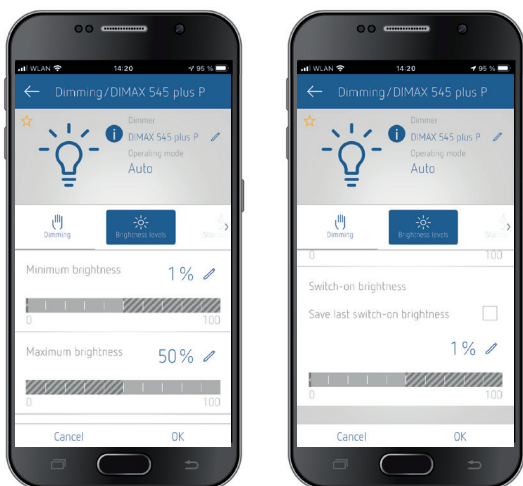 WLAN 14:20 95 %
Dimming/DIMAX 545 plus P
Dimmer
DIMAX 545 plus P
Operating mode
Auto
Dimming Brightness levels
Minimum brightness
1 %
0 100
Maximum brightness
50 %
0 100
Cancel OK
WLAN 14:20 95 %
Dimming/DIMAX 545 plus P
Dimmer
DIMAX 545 plus P
Operating mode
Auto
Dimming Brightness levels
0 100
Switch-on brightness
Save last switch-on brightness
1 %
0 100
Cancel OK